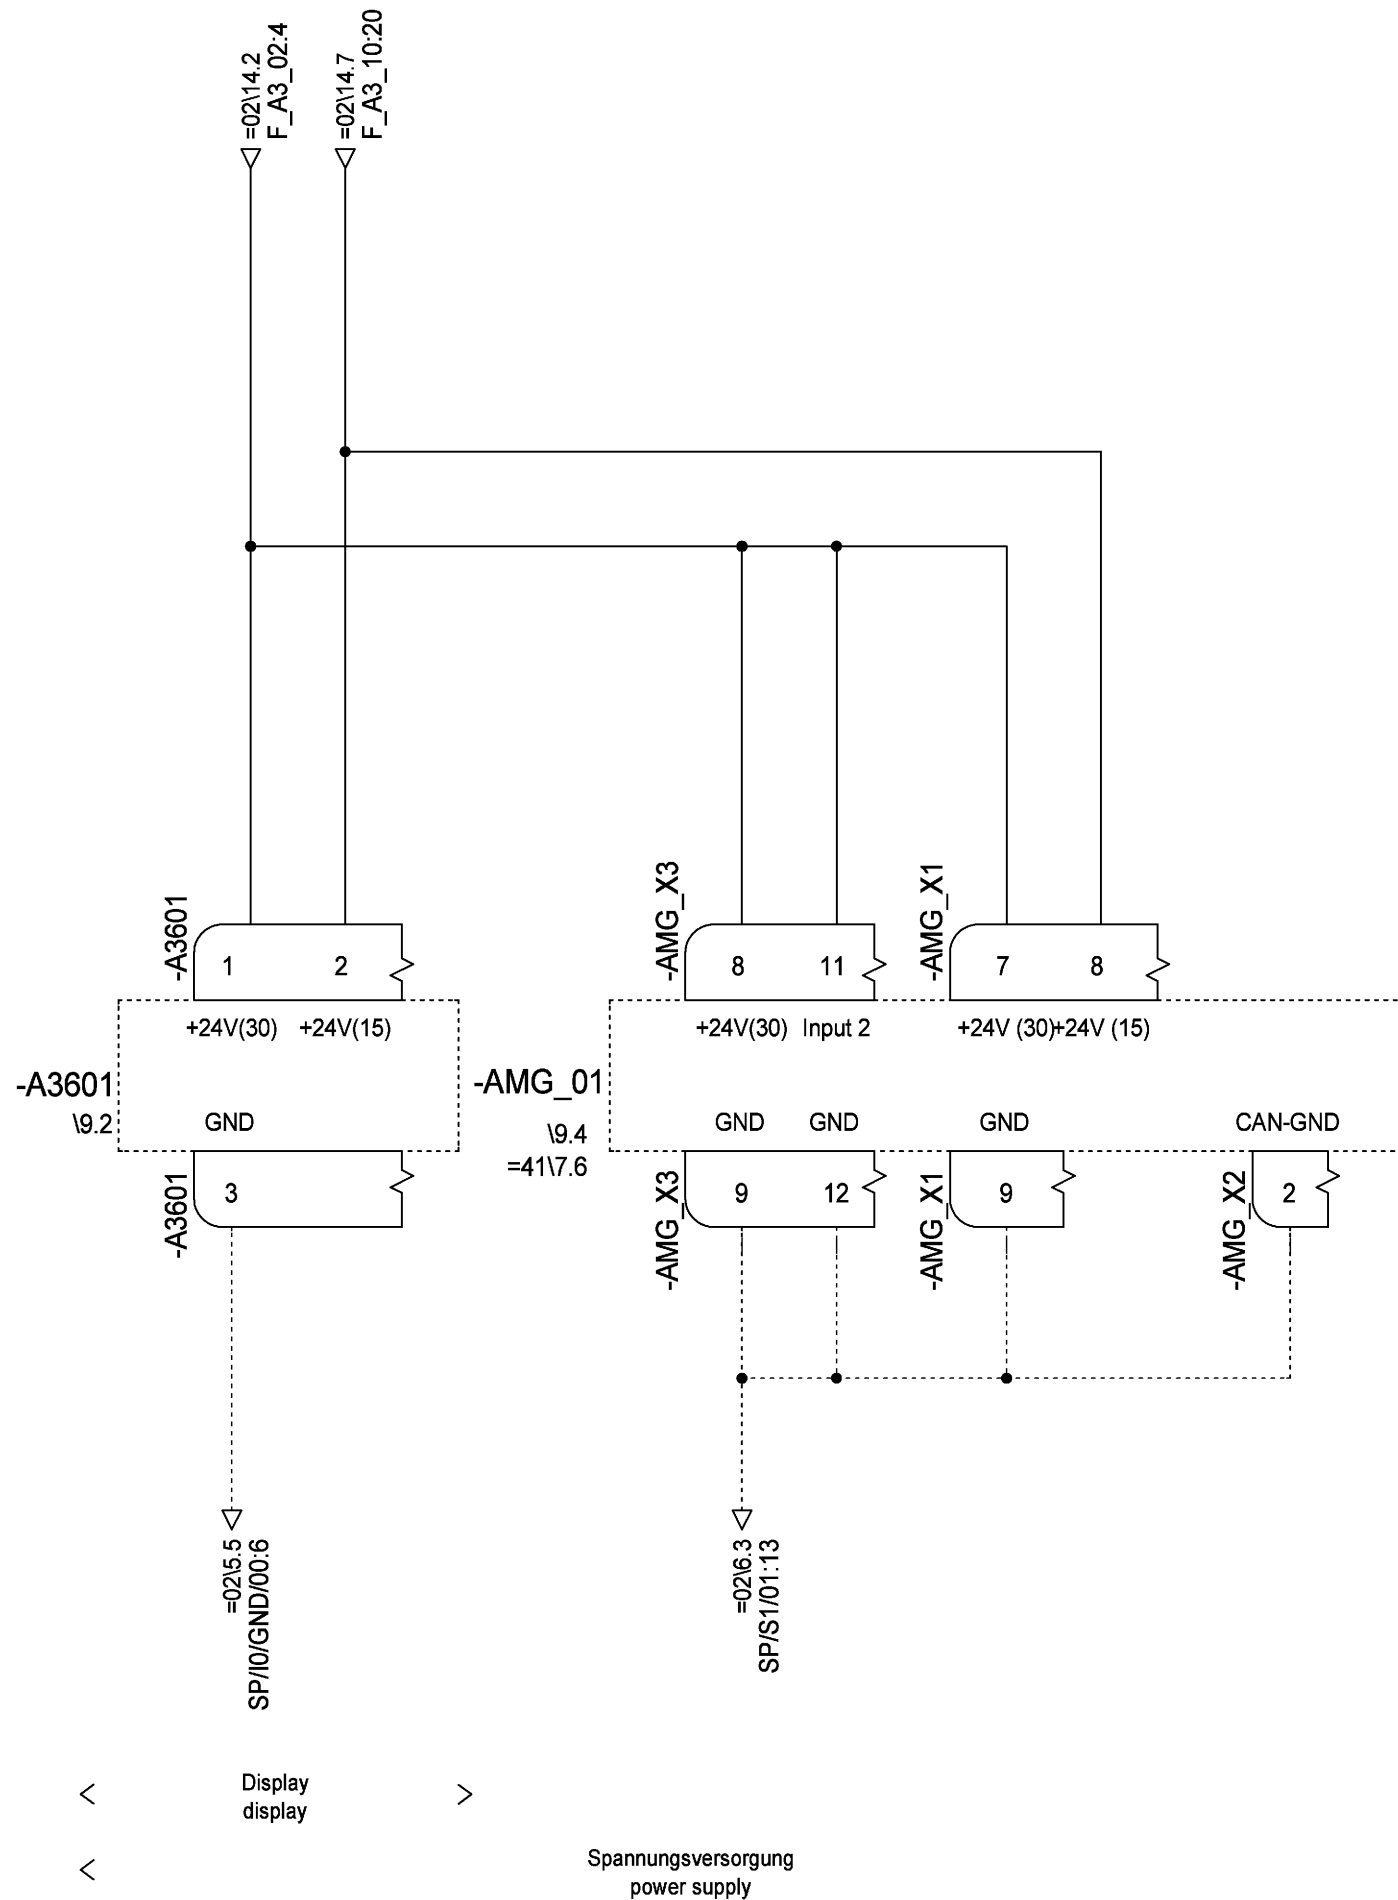 =02\14.2
F_A3_02:4
=02\14.7
F_A3_10:20
-A3601
1
2
-AMG_X3
8
11
-AMG_X1
7
8
+24V(30)
+24V(15)
+24V(30)
Input 2
+24V (30)
+24V (15)
-A3601
\9.2
-AMG_01
\9.4
=41\7.6
GND
GND
GND
GND
CAN-GND
-A3601
3
-AMG_X3
9
12
-AMG_X1
9
-AMG_X2
2
=02\5.5
SP/I0/GND/00:6
=02\6.3
SP/S1/01:13
< Display >
display
< Spannungsversorgung
power supply